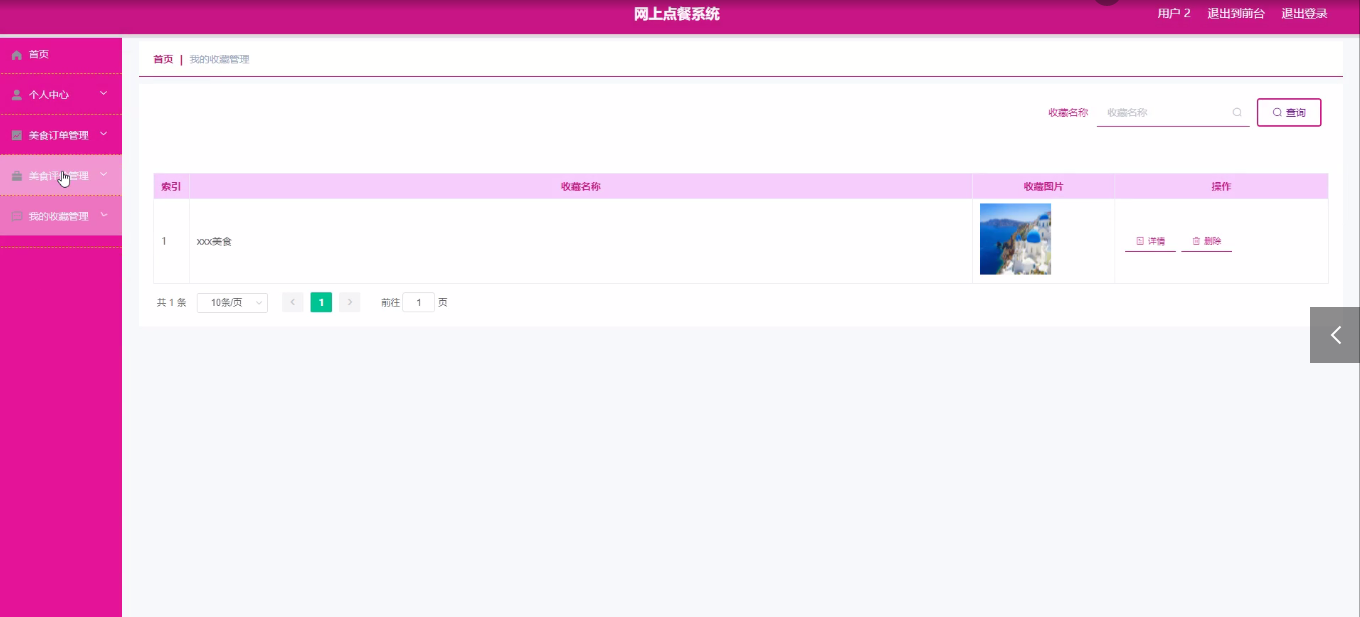 网上点餐系统
用户 2 退出到前台 退出登录
首页
个人中心
美食订单管理
美食评价管理
我的收藏管理
首页 | 我的收藏管理
收藏名称 收藏名称 查询
索引 收藏名称 收藏图片 操作
1 xxx美食 详情 删除
共 1 条 10条/页 1 前往 1 页